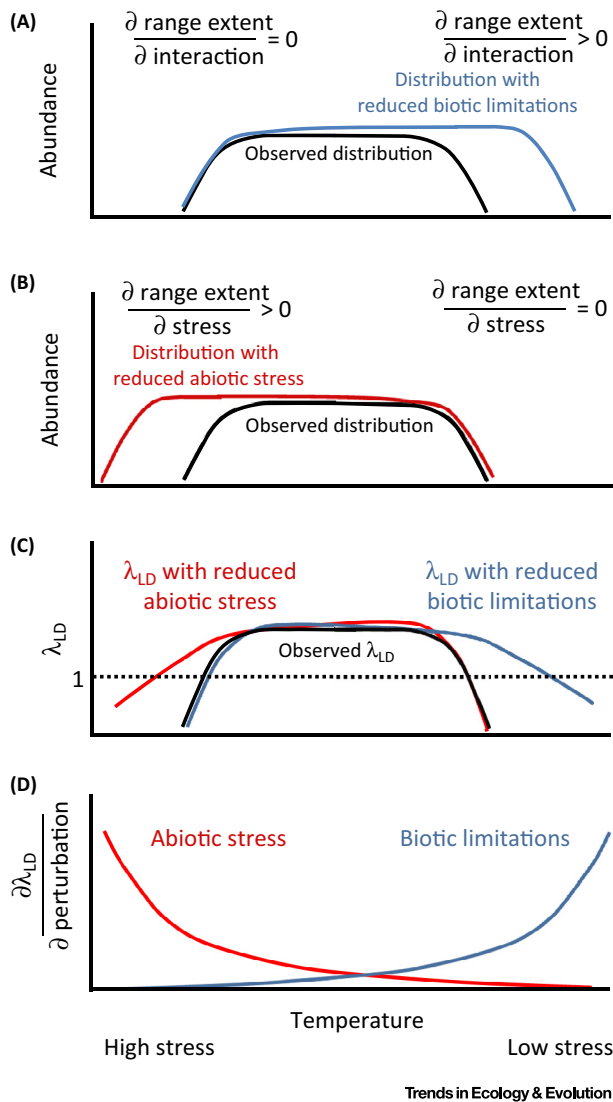 (A)
∂ range extent
∂ interaction
= 0
∂ range extent
∂ interaction
> 0
Distribution with
reduced biotic limitations
Observed distribution
Abundance
(B)
∂ range extent
∂ stress
> 0
∂ range extent
∂ stress
= 0
Distribution with
reduced abiotic stress
Observed distribution
Abundance
(C)
λLD with reduced
abiotic stress
λLD with reduced
biotic limitations
Observed λLD
λLD
1
(D)
Abiotic stress
Biotic limitations
∂λLD
∂ perturbation
Temperature
High stress
Low stress
Trends in Ecology & Evolution